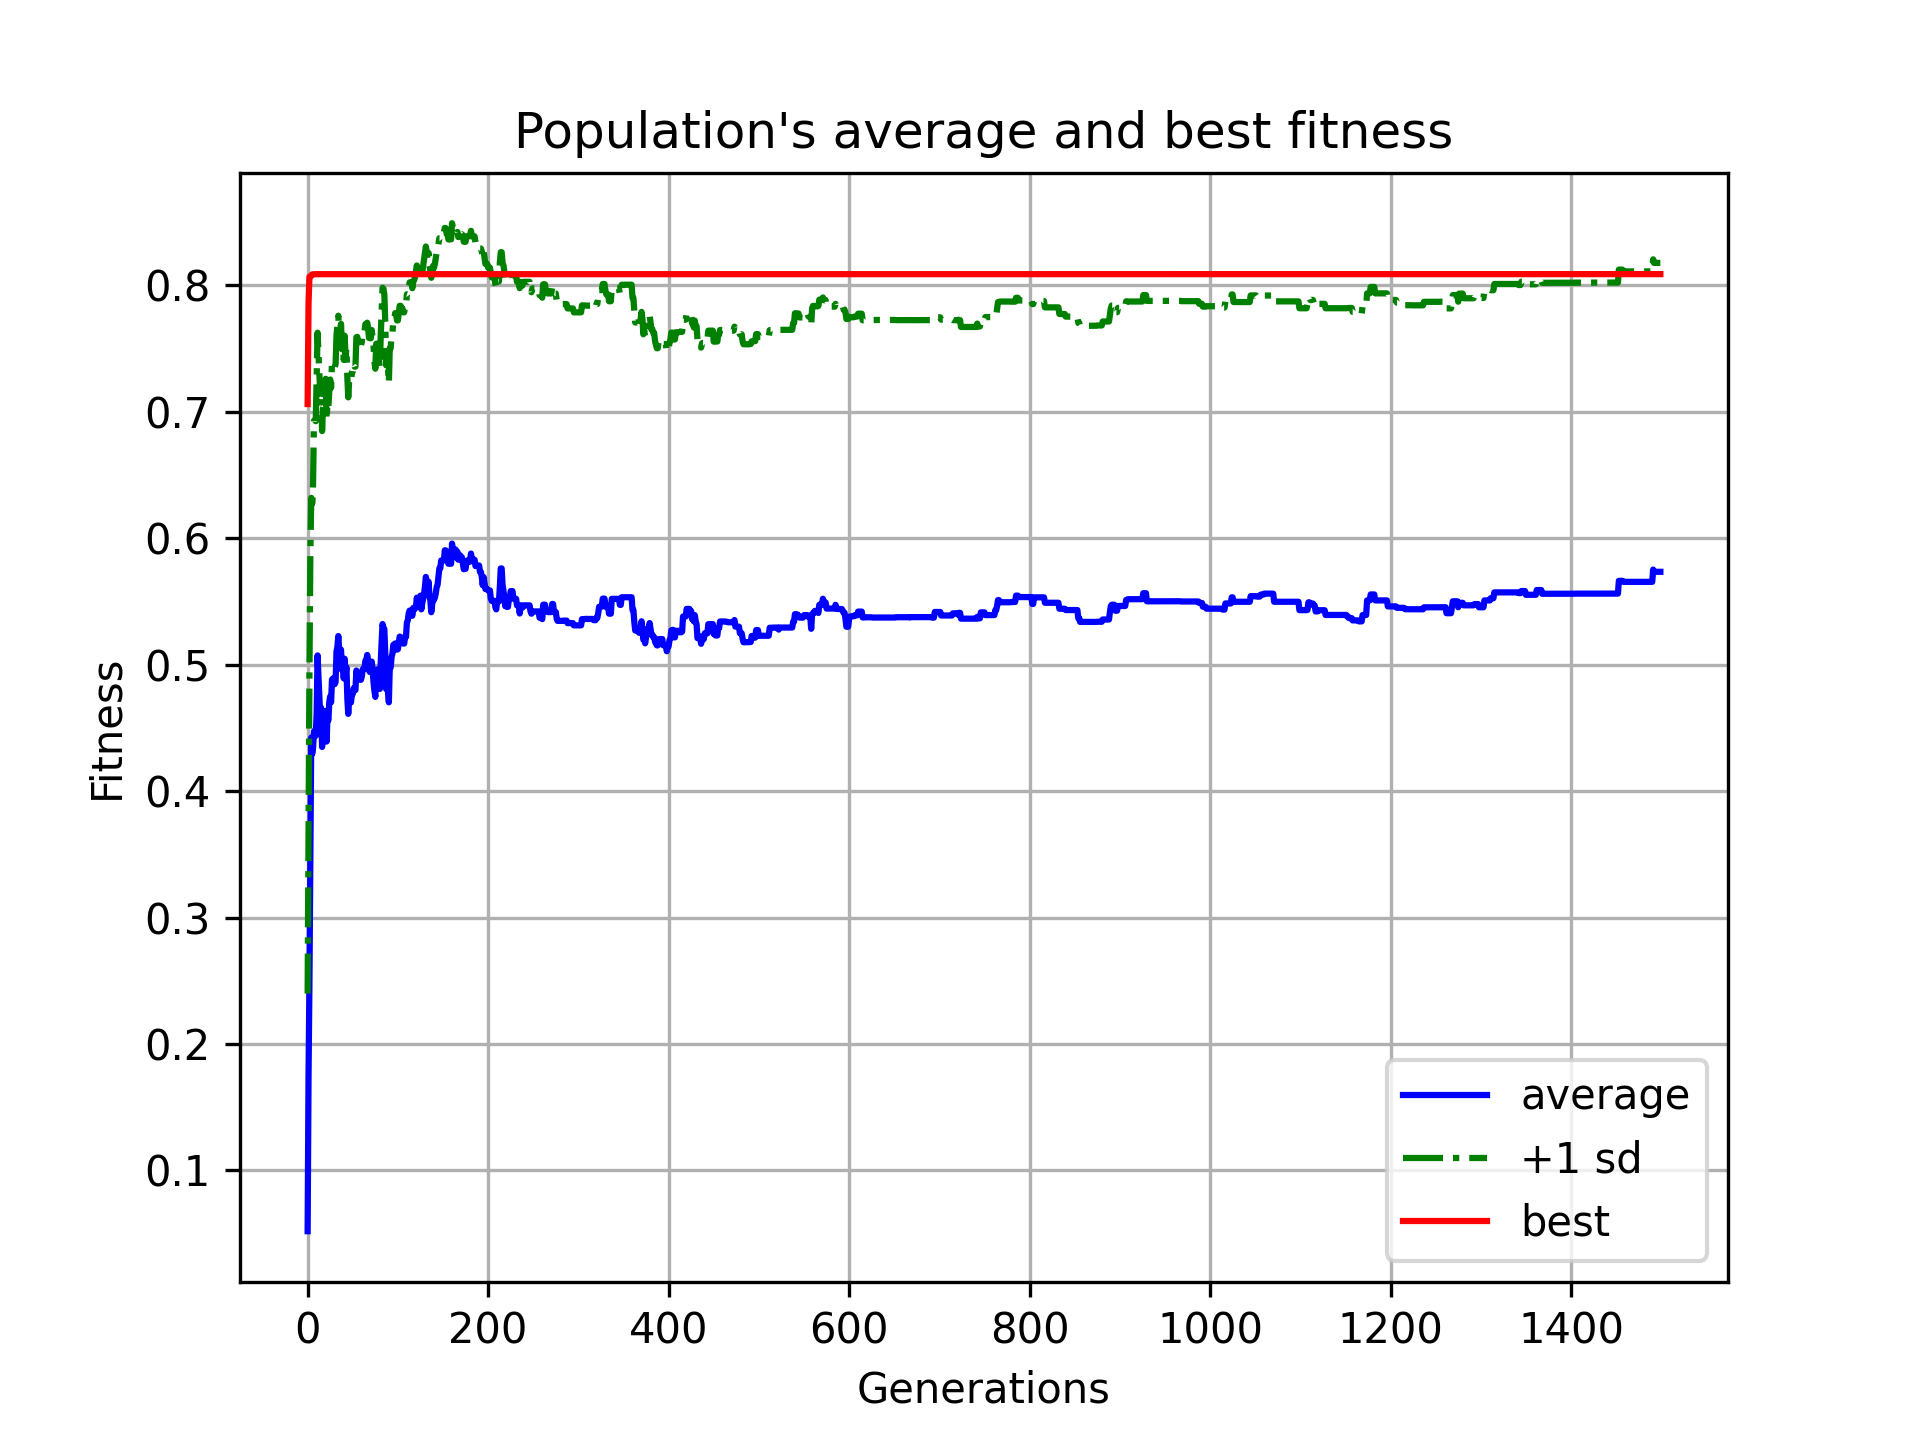 Population's average and best fitness
Fitness
0.8
0.7
0.6
0.5
0.4
0.3
0.2
0.1
0 200 400 600 800 1000 1200 1400
Generations
average
+1 sd
best